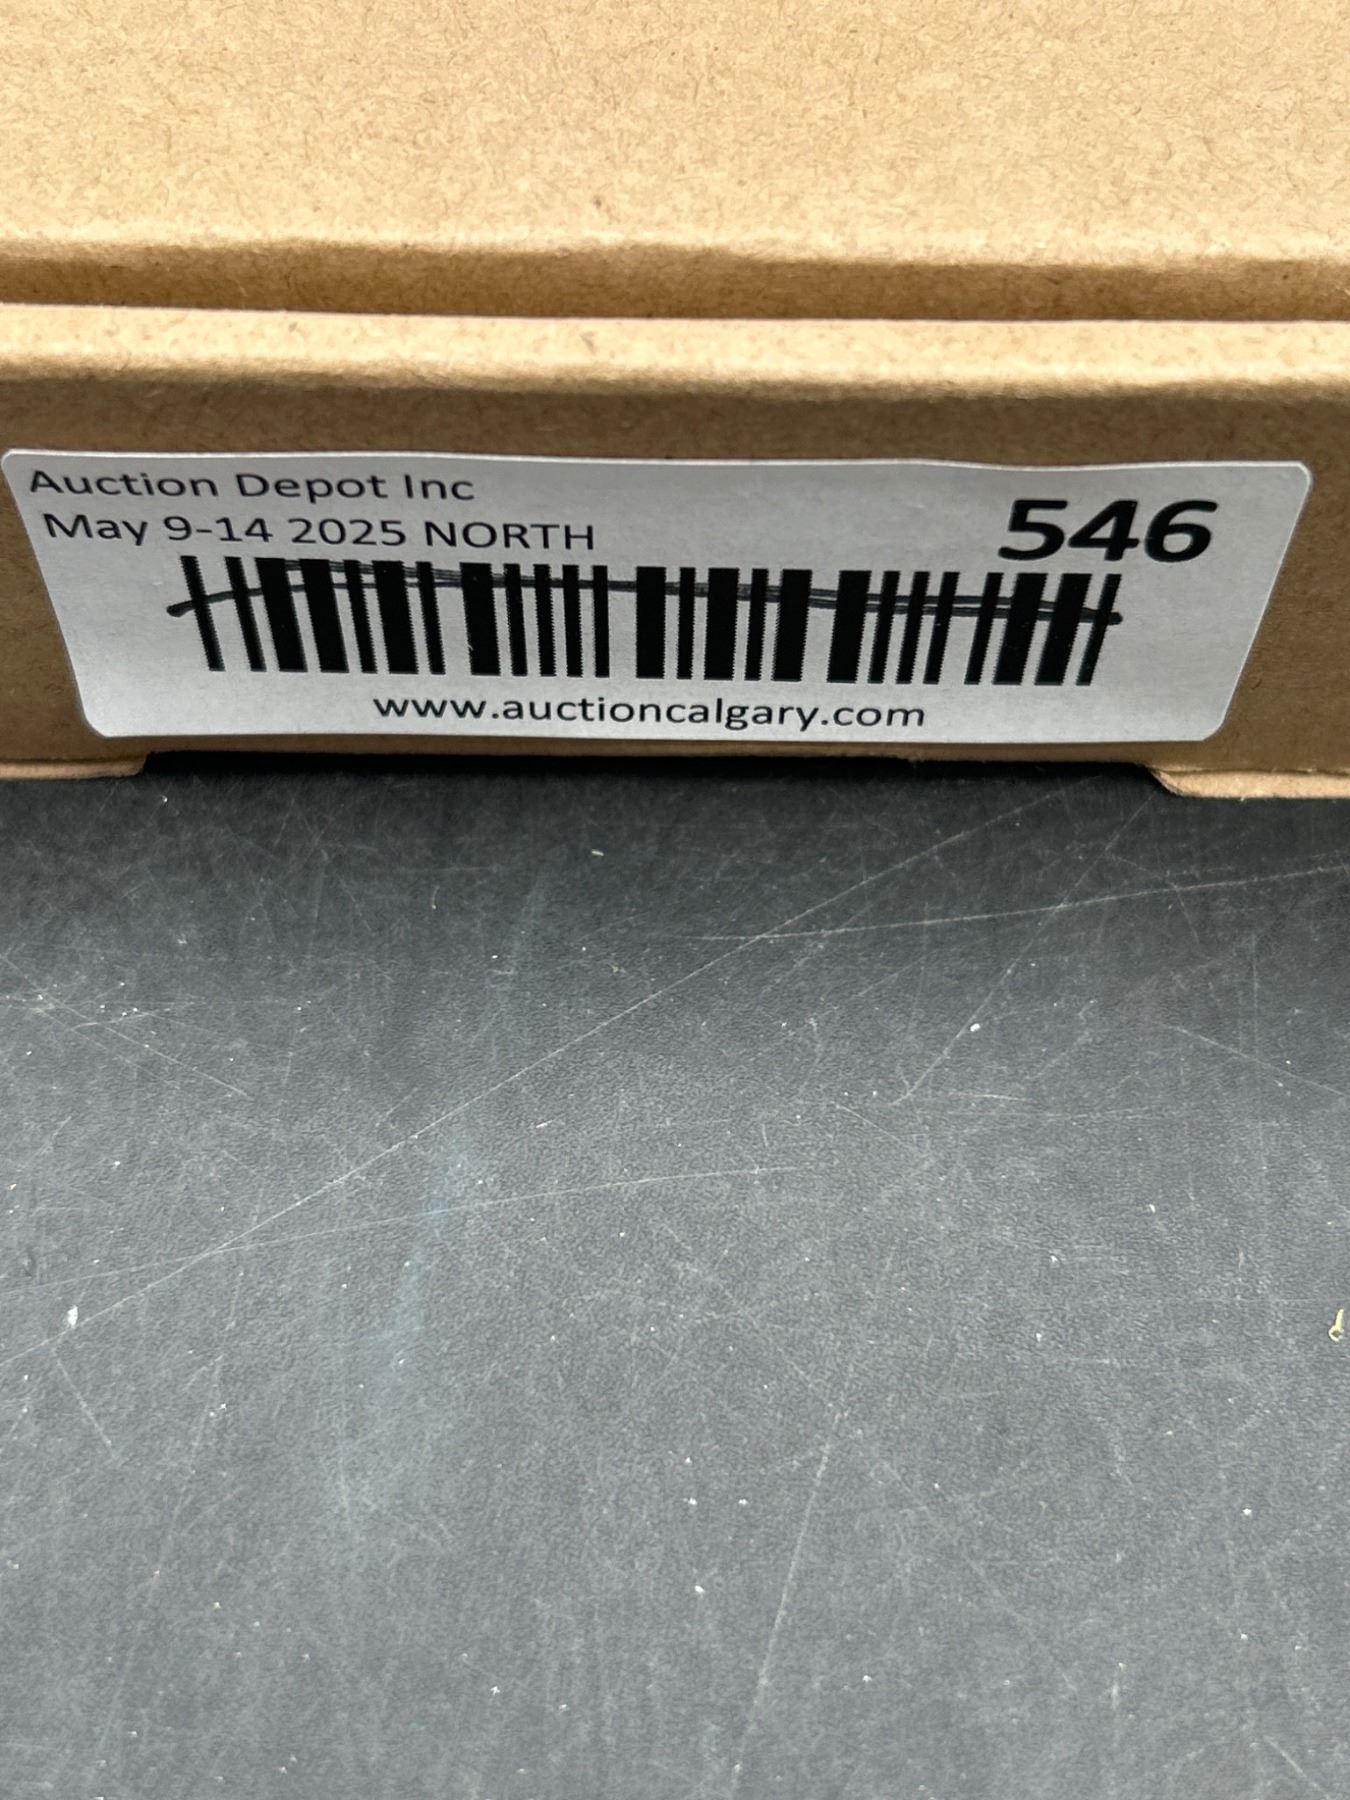 Auction Depot Inc
May 9-14 2025 NORTH
546
www.auctioncalgary.com